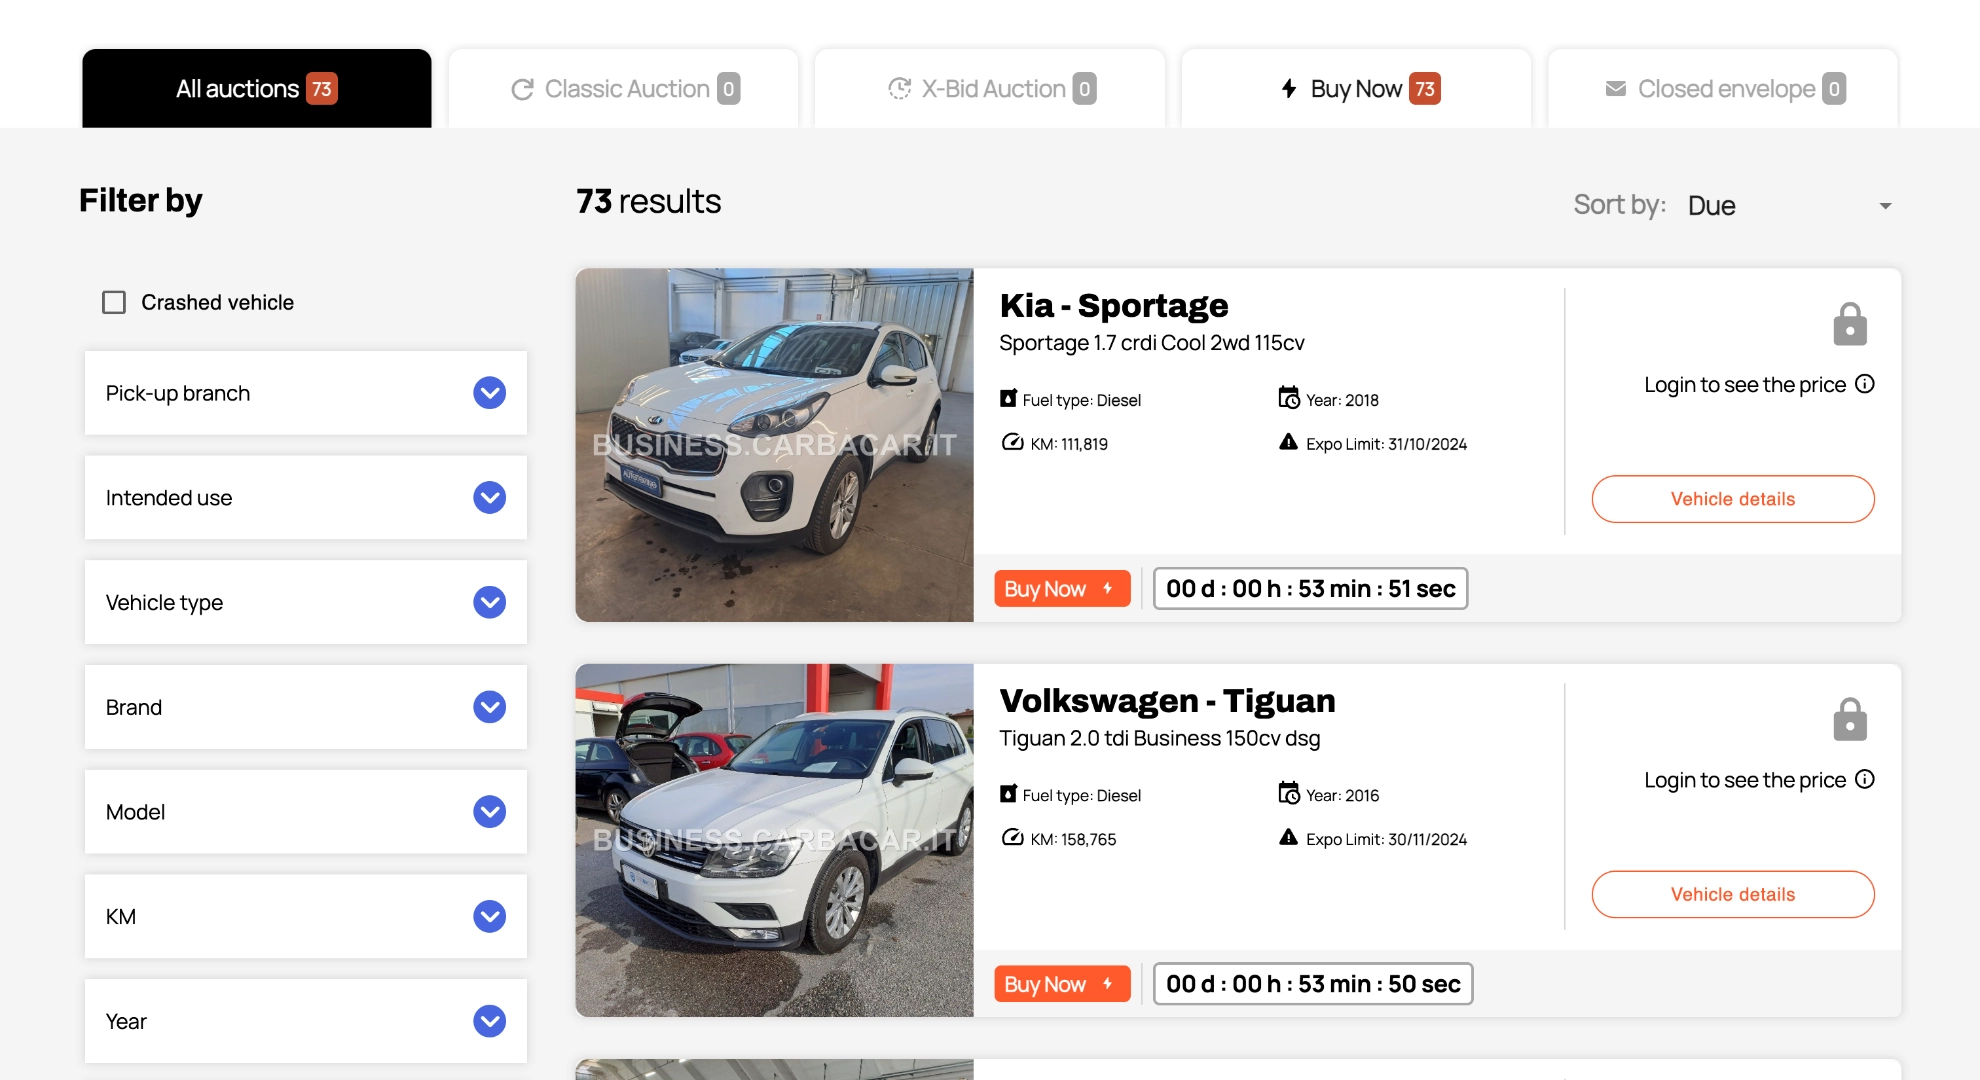 All auctions 73
Classic Auction 0
X-Bid Auction 0
Buy Now 73
Closed envelope 0
Filter by
73 results
Sort by: Due
Crashed vehicle
Pick-up branch
Intended use
Vehicle type
Brand
Model
KM
Year
BUSINESS.CARBACAR.IT
Kia - Sportage
Sportage 1.7 crdi Cool 2wd 115cv
Fuel type: Diesel
Year: 2018
KM: 111,819
Expo Limit: 31/10/2024
Login to see the price
Vehicle details
Buy Now
00 d : 00 h : 53 min : 51 sec
BUSINESS.CARBACAR.IT
Volkswagen - Tiguan
Tiguan 2.0 tdi Business 150cv dsg
Fuel type: Diesel
Year: 2016
KM: 158,765
Expo Limit: 30/11/2024
Login to see the price
Vehicle details
Buy Now
00 d : 00 h : 53 min : 50 sec